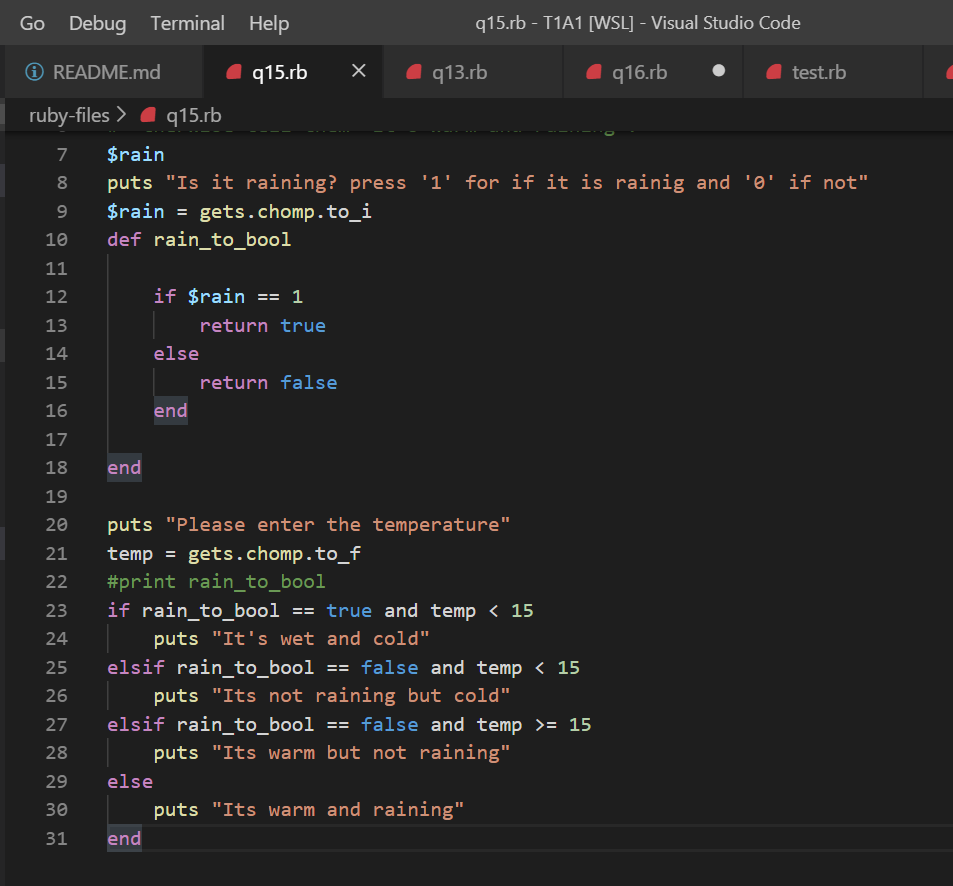 Go Debug Terminal Help q15.rb - T1A1 [WSL] - Visual Studio Code
README.md q15.rb q13.rb q16.rb test.rb
ruby-files > q15.rb
7 $rain
8 puts "Is it raining? press '1' for if it is rainig and '0' if not"
9 $rain = gets.chomp.to_i
10 def rain_to_bool
11
12 if $rain == 1
13 return true
14 else
15 return false
16 end
17
18 end
19
20 puts "Please enter the temperature"
21 temp = gets.chomp.to_f
22 #print rain_to_bool
23 if rain_to_bool == true and temp < 15
24 puts "It's wet and cold"
25 elsif rain_to_bool == false and temp < 15
26 puts "Its not raining but cold"
27 elsif rain_to_bool == false and temp >= 15
28 puts "Its warm but not raining"
29 else
30 puts "Its warm and raining"
31 end